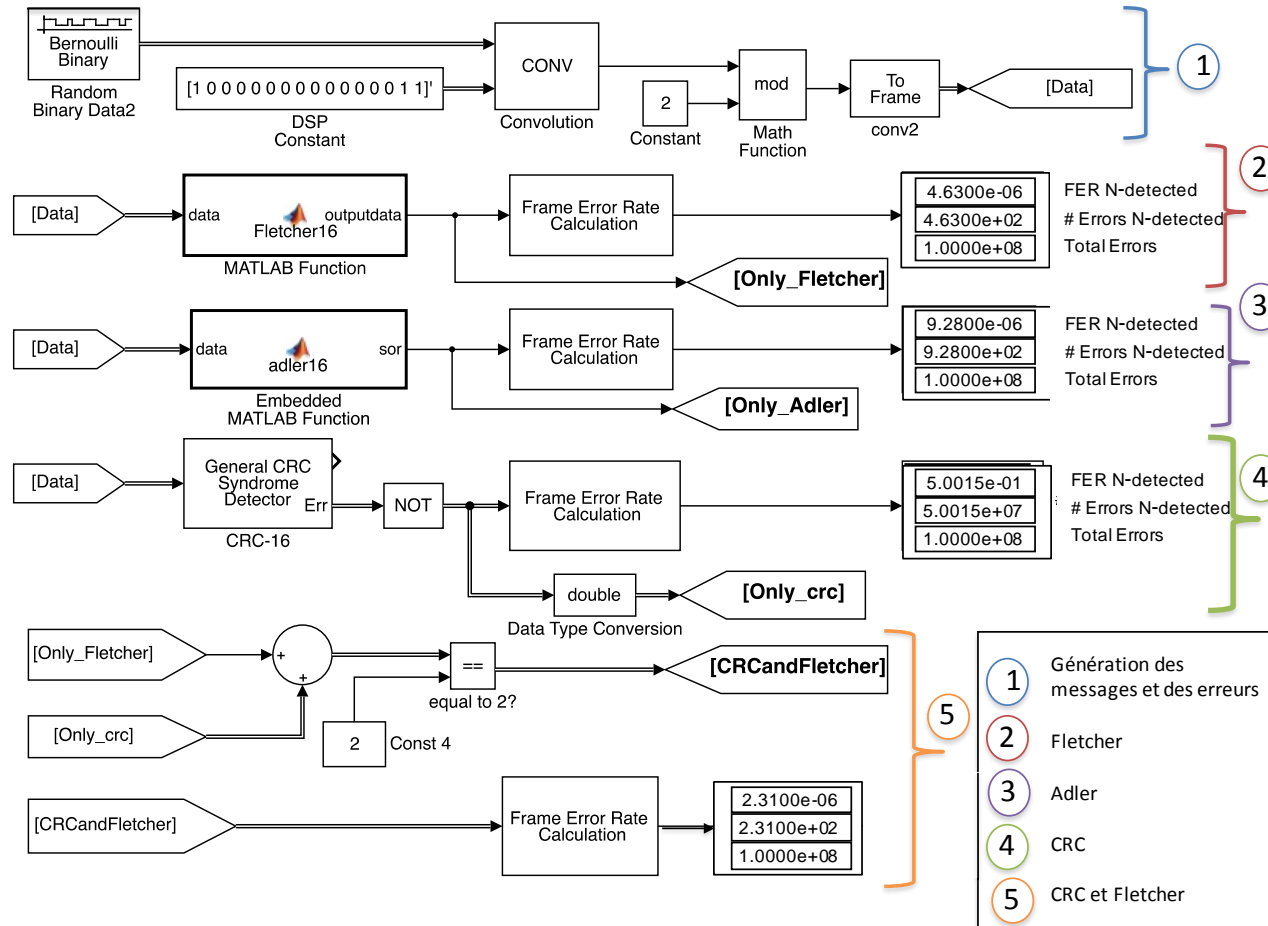 Bernoulli
Binary
Random
Binary Data2
[1 0 0 0 0 0 0 0 0 0 0 0 0 0 0 1 1]'
DSP
Constant
CONV
Convolution
2
Constant
mod
Math
Function
To
Frame
conv2
[Data]
1
[Data]
data
outputdata
Fletcher16
MATLAB Function
Frame Error Rate
Calculation
4.6300e-06
4.6300e+02
1.0000e+08
FER N-detected
# Errors N-detected
Total Errors
2
[Only_Fletcher]
[Data]
data
sor
adler16
Embedded
MATLAB Function
Frame Error Rate
Calculation
9.2800e-06
9.2800e+02
1.0000e+08
FER N-detected
# Errors N-detected
Total Errors
3
[Only_Adler]
[Data]
General CRC
Syndrome
Detector
Err
CRC-16
NOT
Frame Error Rate
Calculation
5.0015e-01
5.0015e+07
1.0000e+08
FER N-detected
# Errors N-detected
Total Errors
4
double
Data Type Conversion
[Only_crc]
[Only_Fletcher]
+
+
[Only_crc]
==
equal to 2?
2
Const 4
[CRCandFletcher]
5
[CRCandFletcher]
Frame Error Rate
Calculation
2.3100e-06
2.3100e+02
1.0000e+08
1
Génération des
messages et des erreurs
2
Fletcher
3
Adler
4
CRC
5
CRC et Fletcher